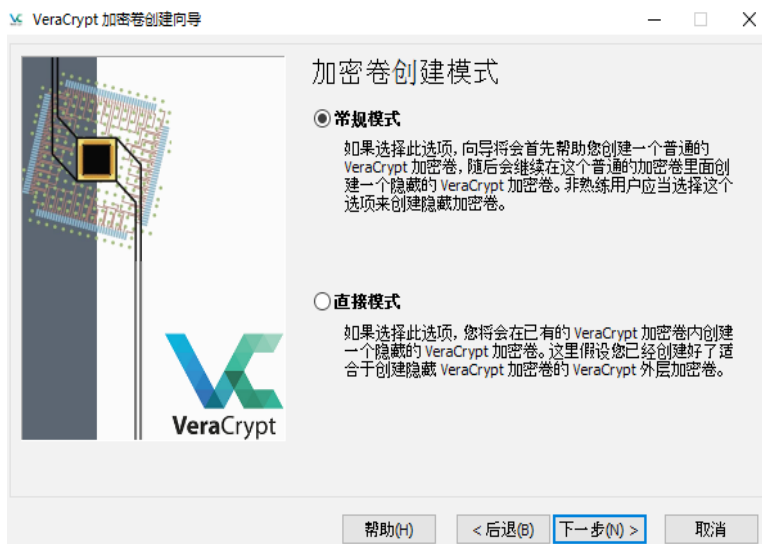 VeraCrypt 加密卷创建向导
加密卷创建模式
常规模式
如果选择此选项,向导将会首先帮助您创建一个普通的
VeraCrypt 加密卷,随后会继续在这个普通的加密卷里面创
建一个隐藏的 VeraCrypt 加密卷。非熟练用户应当选择这个
选项来创建隐藏加密卷。
直接模式
如果选择此选项,您将会在已有的 VeraCrypt 加密卷内创建
一个隐藏的 VeraCrypt 加密卷。这里假设您已经创建好了适
合于创建隐藏 VeraCrypt 加密卷的 VeraCrypt 外层加密卷。
VeraCrypt
帮助(H) < 后退(B) 下一步(N) > 取消